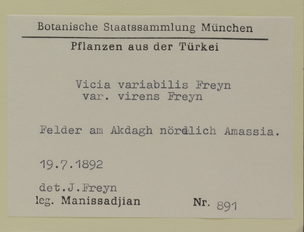 Botanische Staatssammlung München
Pflanzen aus der Türkei
Vicia variabilis Freyn
var. virens Freyn
Felder am Akdagh nördlich Amassia.
19.7.1892
det.J.Freyn
leg. Manissadjian Nr. 891